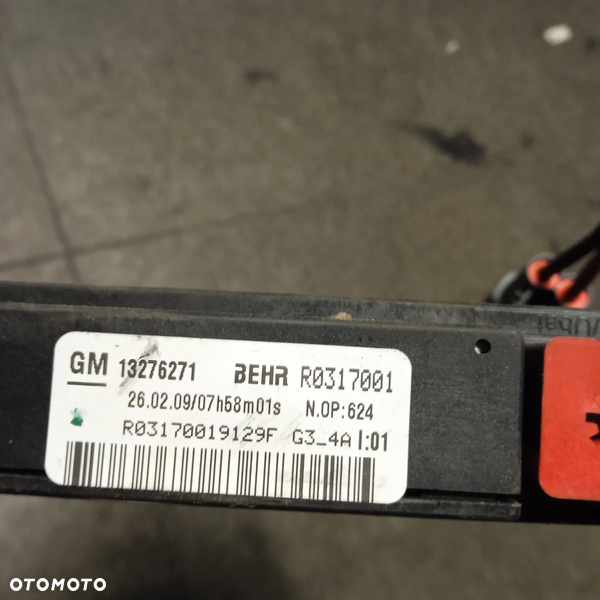 GM 13276271 BEHR R0317001
26.02.09/07h58m01s N.OP:624
R03170019129F G3_4A I:01
OTOMOTO